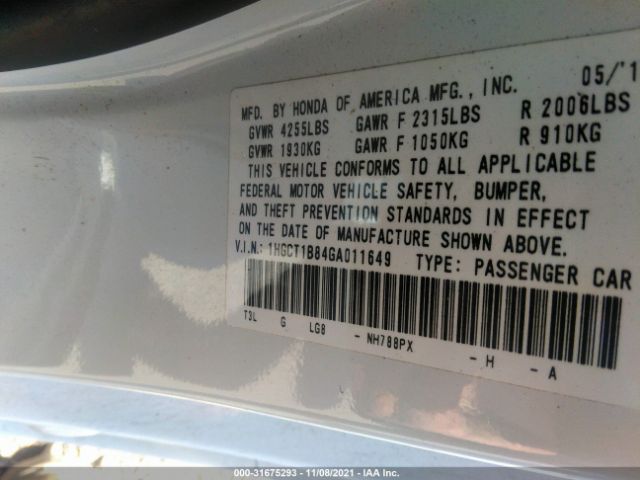 MFD. BY HONDA OF AMERICA MFG., INC. 05/'1
GVWR 4255LBS GAWR F 2315LBS R 2006LBS
GVWR 1930KG GAWR F 1050KG R 910KG
THIS VEHICLE CONFORMS TO ALL APPLICABLE
FEDERAL MOTOR VEHICLE SAFETY, BUMPER,
AND THEFT PREVENTION STANDARDS IN EFFECT
ON THE DATE OF MANUFACTURE SHOWN ABOVE.
V.I.N.: 1HGCT1B84GA011649 TYPE: PASSENGER CAR
T3L G LG8 - NH788PX - H - A
000-31675293 - 11/08/2021 - IAA Inc.